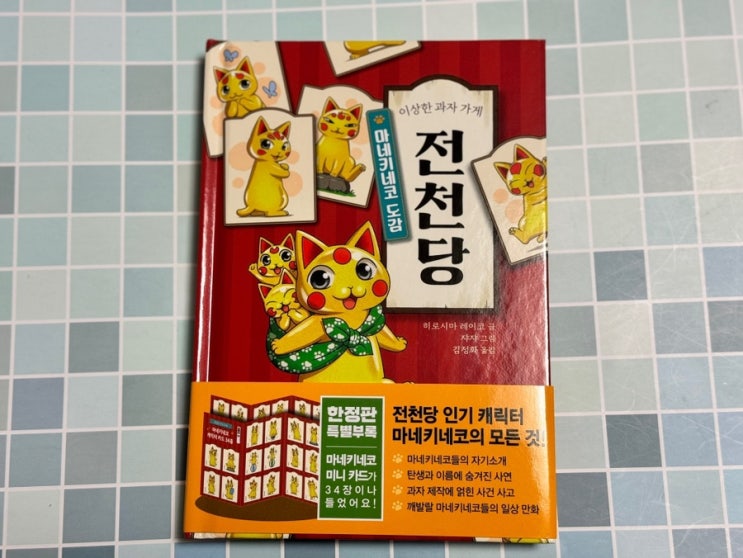 이상한 과자 가게
전천당
마네키네코 도감
히로시마 레이코 글
쟈쟈 그림
김정화 옮김
한정판
특별부록
마네키네코
미니 카드가
34장이나
들었어요!
전천당 인기 캐릭터
마네키네코의 모든 것!
마네키네코들의 자기소개
탄생과 이름에 숨겨진 사연
과자 제작에 얽힌 사건 사고
깨발랄 마네키네코들의 일상 만화